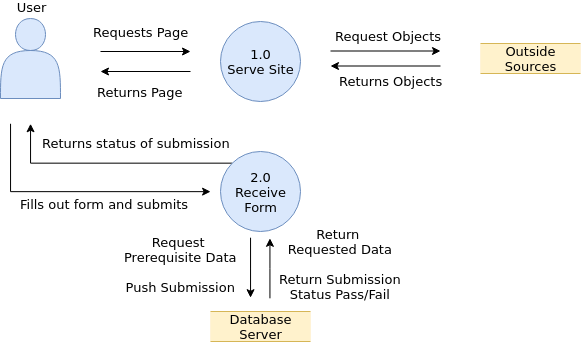 User
Requests Page
Returns Page
1.0
Serve Site
Request Objects
Returns Objects
Outside
Sources
Returns status of submission
Fills out form and submits
2.0
Receive
Form
Request
Prerequisite Data
Push Submission
Return
Requested Data
Return Submission
Status Pass/Fail
Database
Server